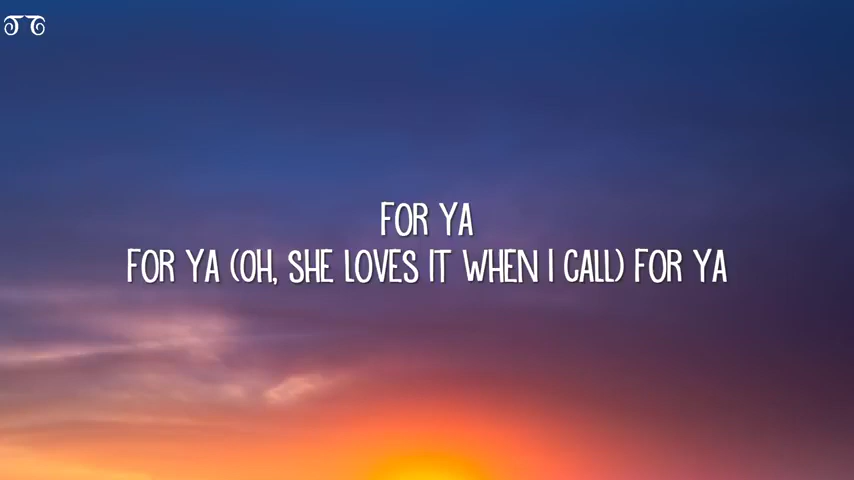 FOR YA
FOR YA (OH, SHE LOVES IT WHEN I CALL) FOR YA